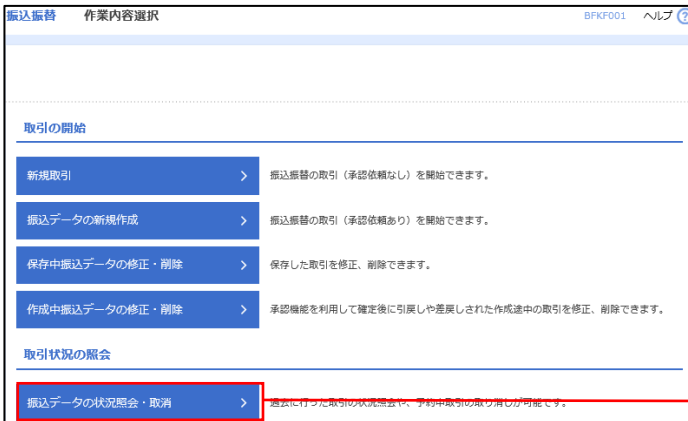 振込振替 作業内容選択 BFKF001 ヘルプ ?
取引の開始
新規取引 > 振込振替の取引（承認依頼なし）を開始できます。
振込データの新規作成 > 振込振替の取引（承認依頼あり）を開始できます。
保存中振込データの修正・削除 > 保存した取引を修正、削除できます。
作成中振込データの修正・削除 > 承認機能を利用して確定後に引戻しや差戻しされた作成途中の取引を修正、削除できます。
取引状況の照会
振込データの状況照会・取消 > 過去に行った取引の状況照会や、予約中取引の取り消しが可能です。